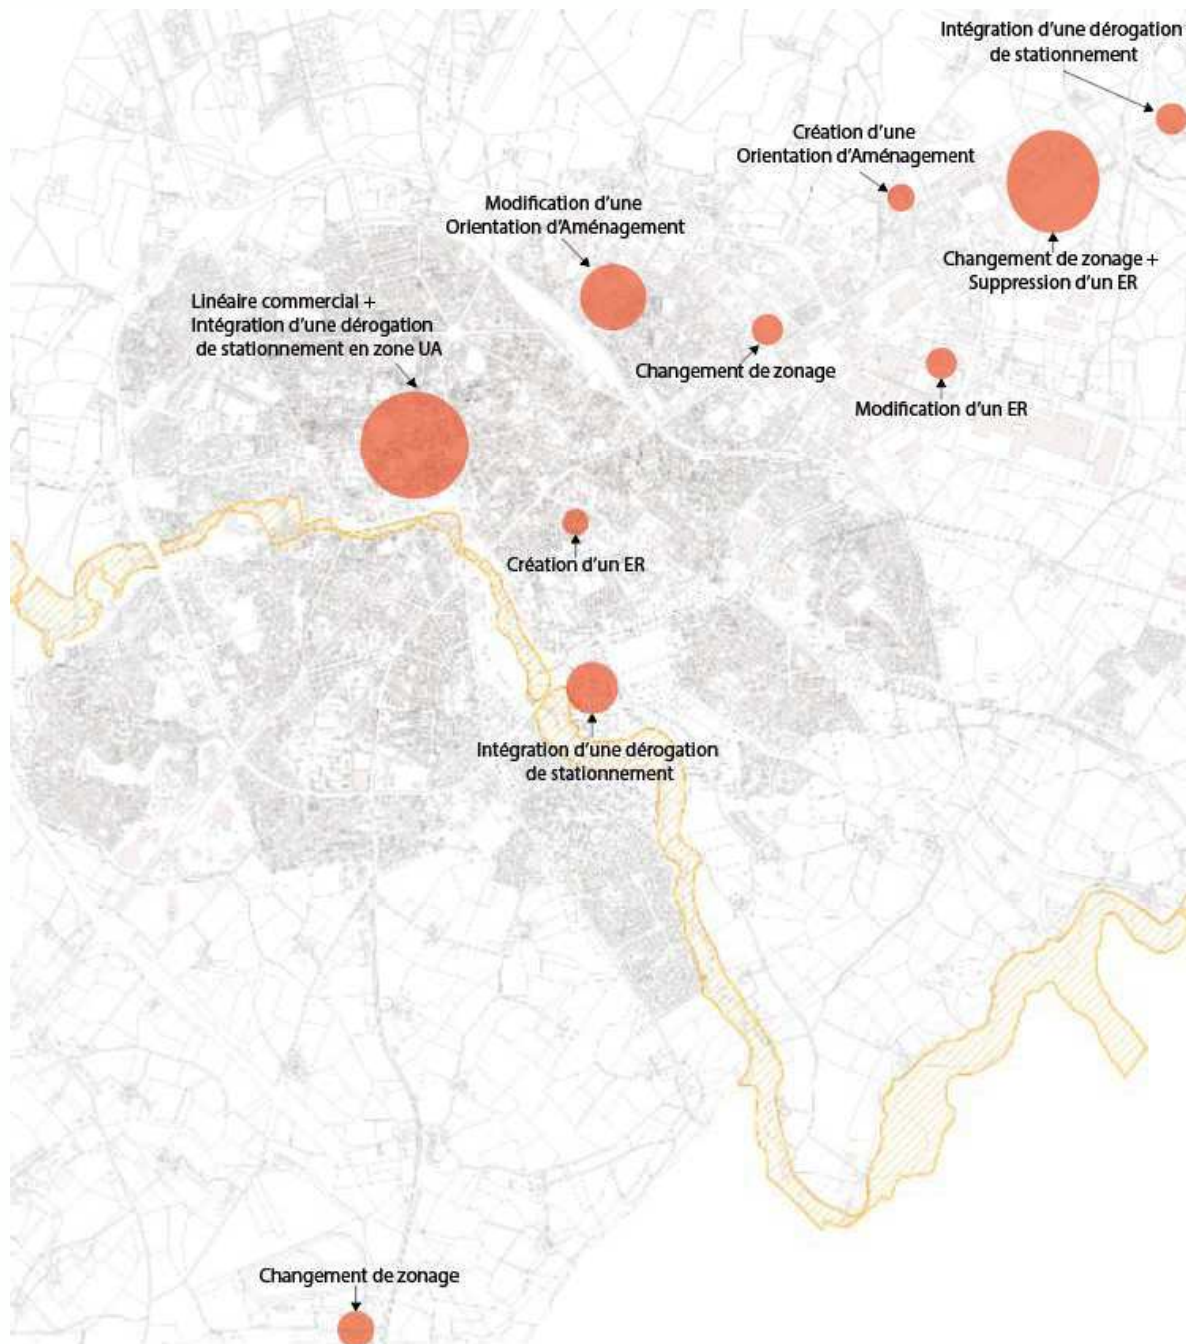 Intégration d'une dérogation
de stationnement
Création d'une
Orientation d'Aménagement
Modification d'une
Orientation d'Aménagement
Changement de zonage +
Suppression d'un ER
Linéaire commercial +
Intégration d'une dérogation
de stationnement en zone UA
Changement de zonage
Modification d'un ER
Création d'un ER
Intégration d'une dérogation
de stationnement
Changement de zonage